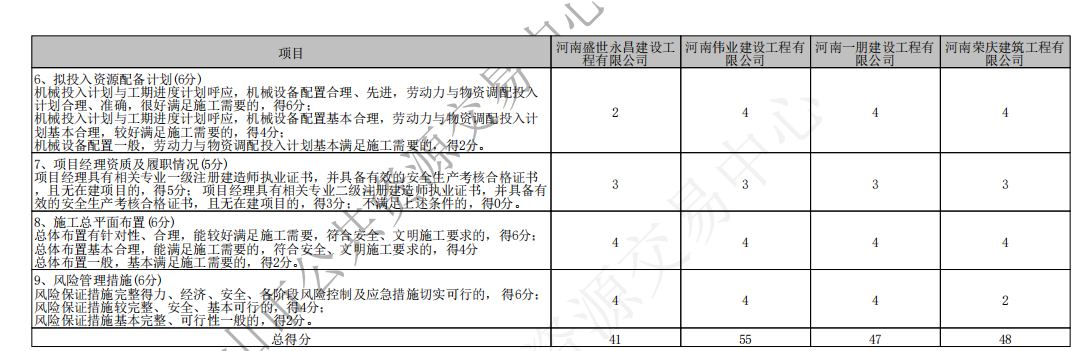 项目
河南盛世永昌建设工
程有限公司
河南伟业建设工程有
限公司
河南一朋建设工程有
限公司
河南荣庆建筑工程有
限公司
6、拟投入资源配备计划(6分)
机械投入计划与工期进度计划呼应，机械设备配置合理、先进，劳动力与物资调配投入
计划合理、准确，很好满足施工需要的，得6分；
机械投入计划与工期进度计划呼应，机械设备配置基本合理，劳动力与物资调配投入计
划基本合理，较好满足施工需要的，得4分；
机械设备配置一般，劳动力与物资调配投入计划基本满足施工需要的，得2分。
2
4
4
4
7、项目经理资质及履职情况(5分)
项目经理具有相关专业一级注册建造师执业证书，并具备有效的安全生产考核合格证书
，且无在建项目的，得5分； 项目经理具有相关专业二级注册建造师执业证书，并具备有
效的安全生产考核合格证书，且无在建项目的，得3分； 不满足上述条件的，得0分。
3
3
3
3
8、施工总平面布置(6分)
总体布置有针对性、合理，能较好满足施工需要，符合安全、文明施工要求的，得6分；
总体布置基本合理，能满足施工需要的，符合安全、文明施工要求的，得4分
总体布置一般，基本满足施工需要的，得2分。
4
4
4
4
9、风险管理措施(6分)
风险保证措施完整得力、经济、安全、各阶段风险控制及应急措施切实可行的， 得6分；
风险保证措施较完整、安全、基本可行的，得4分；
风险保证措施基本完整、可行性一般的，得2分。
4
4
4
2
总得分
41
55
47
48
山市公共资源交易中心
资源交易中心